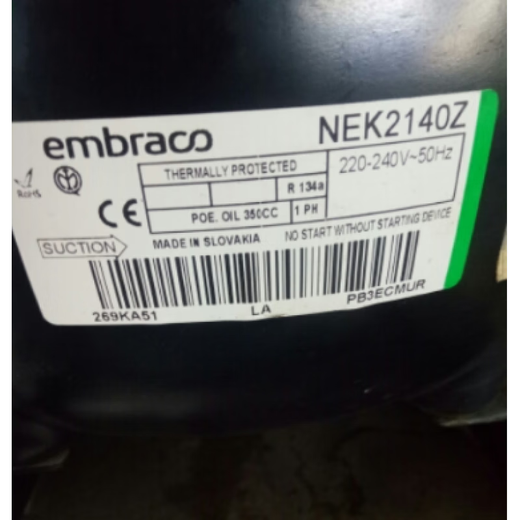 embraco
NEK2140Z
THERMALLY PROTECTED
220-240V~50Hz
R 134a
POE. OIL 350CC
1 PH
RoHS
CE
SUCTION
MADE IN SLOVAKIA
NO START WITHOUT STARTING DEVICE
269KA51
LA
PB3ECMUR